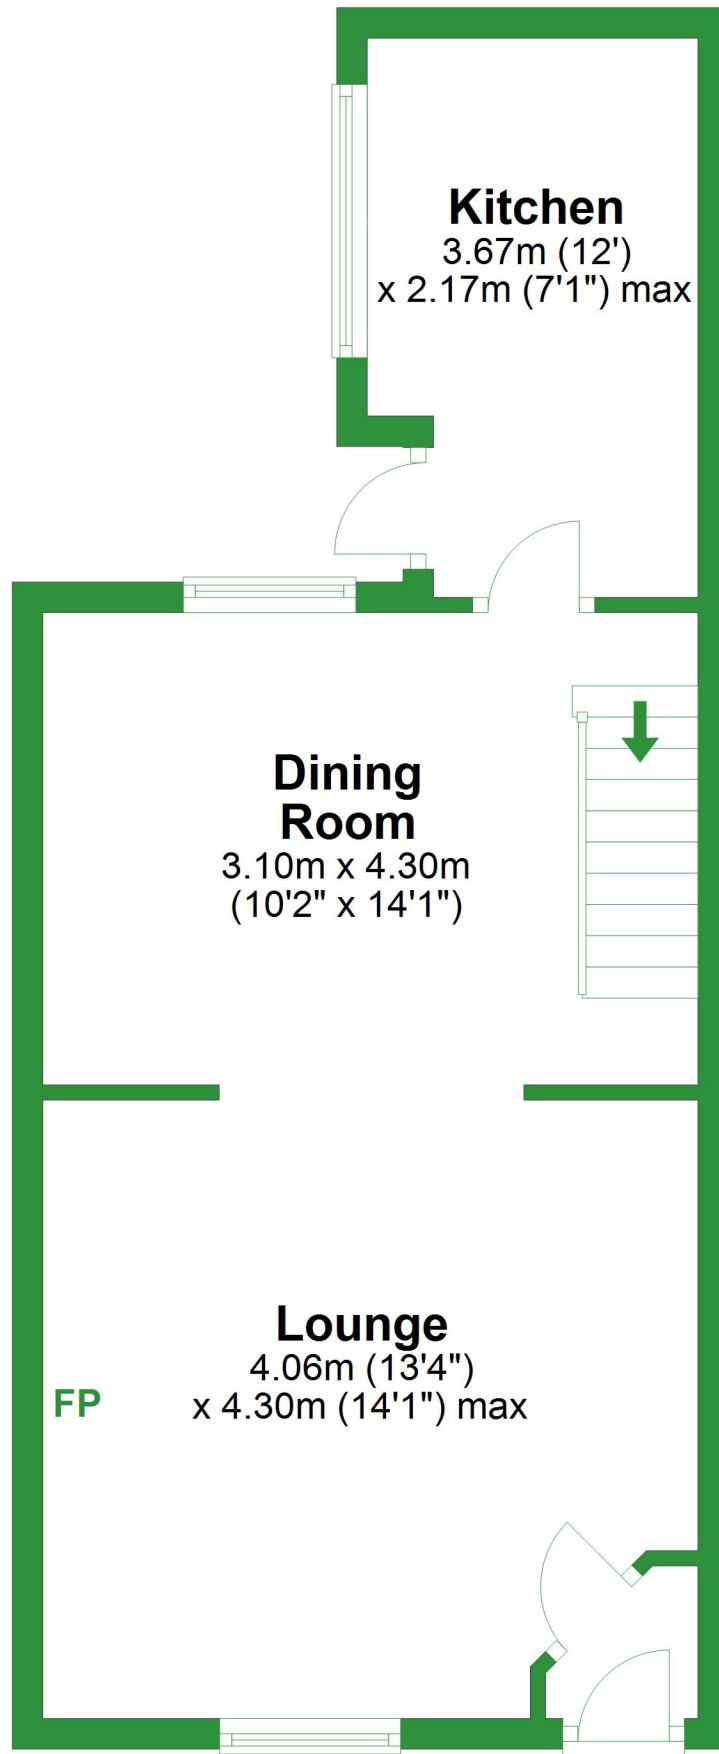 Kitchen
3.67m (12')
x 2.17m (7'1") max
Dining
Room
3.10m x 4.30m
(10'2" x 14'1")
Lounge
4.06m (13'4")
x 4.30m (14'1") max
FP